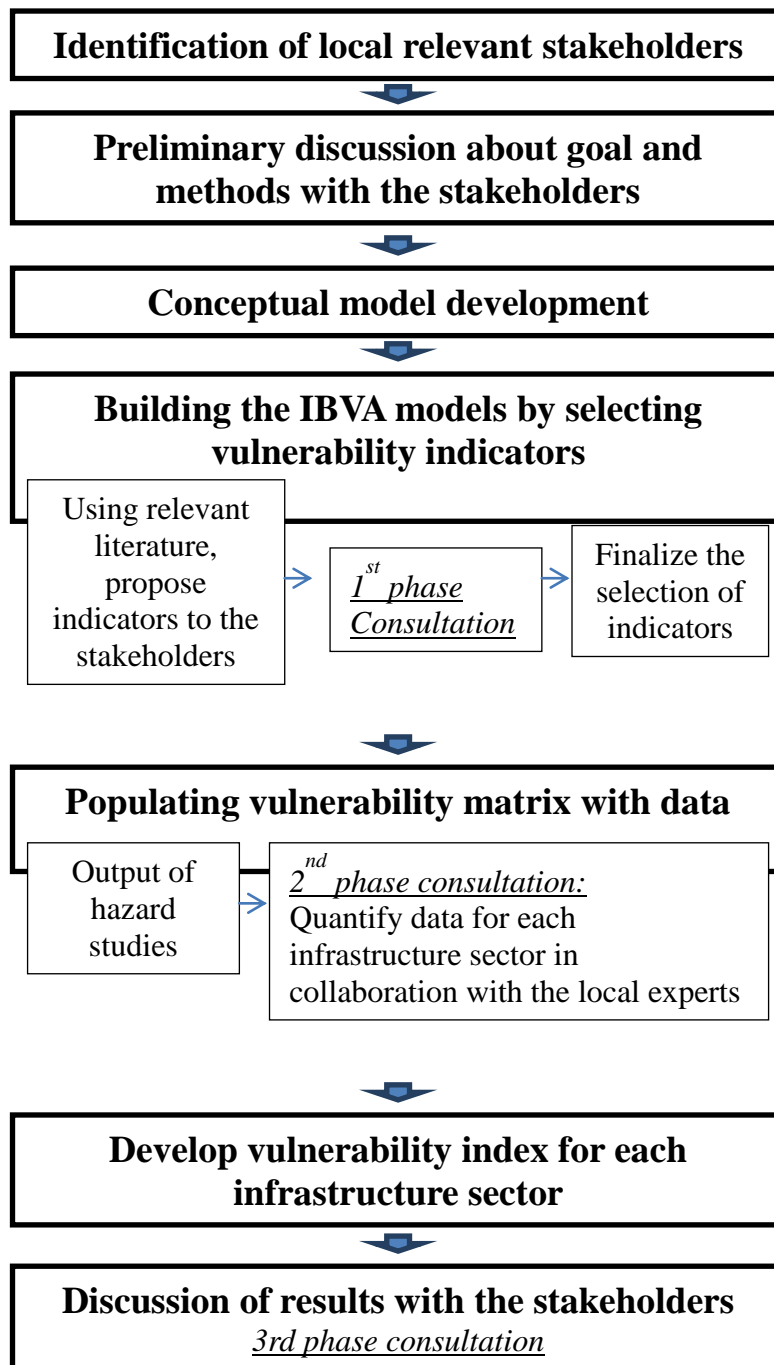 Identification of local relevant stakeholders
Preliminary discussion about goal and
methods with the stakeholders
Conceptual model development
Building the IBVA models by selecting
vulnerability indicators
Using relevant
literature,
propose
indicators to the
stakeholders
1st phase
Consultation
Finalize the
selection of
indicators
Populating vulnerability matrix with data
Output of
hazard
studies
2nd phase consultation:
Quantify data for each
infrastructure sector in
collaboration with the local experts
Develop vulnerability index for each
infrastructure sector
Discussion of results with the stakeholders
3rd phase consultation